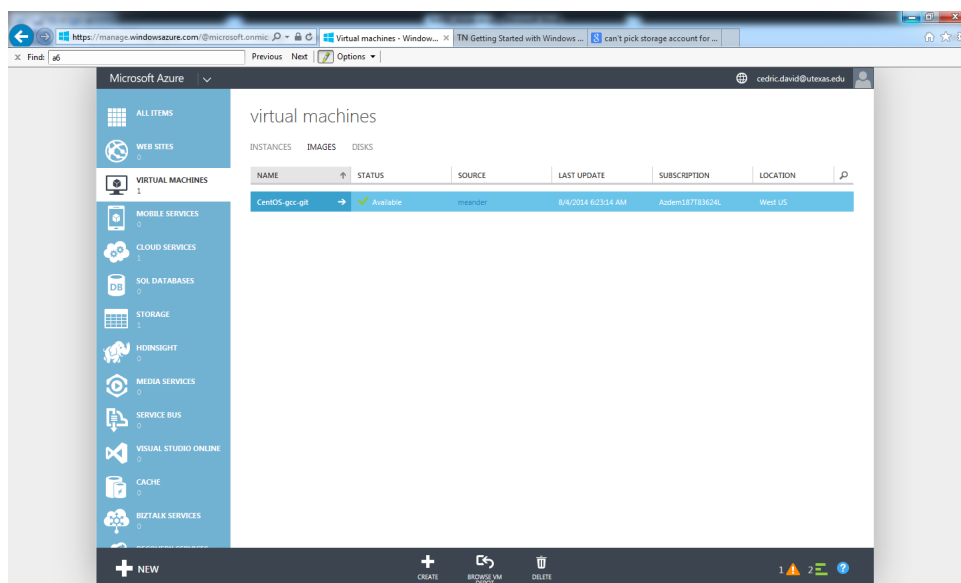 https://manage.windowsazure.com/@microsoft.onmic
Virtual machines - Window...
TN Getting Started with Windows ...
can't pick storage account for ...
x Find: a6 Previous Next Options
Microsoft Azure
cedric.david@utexas.edu
ALL ITEMS
WEB SITES
0
VIRTUAL MACHINES
1
MOBILE SERVICES
0
CLOUD SERVICES
1
SQL DATABASES
0
DB
STORAGE
1
HDINSIGHT
0
MEDIA SERVICES
0
SERVICE BUS
0
VISUAL STUDIO ONLINE
0
CACHE
0
BIZTALK SERVICES
0
virtual machines
INSTANCES IMAGES DISKS
NAME STATUS SOURCE LAST UPDATE SUBSCRIPTION LOCATION
CentOS-gcc-git Available meander 8/4/2014 6:23:14 AM Azdem187T83624L West US
NEW
CREATE
BROWSE VM
DEPOT
DELETE
1 2 ?